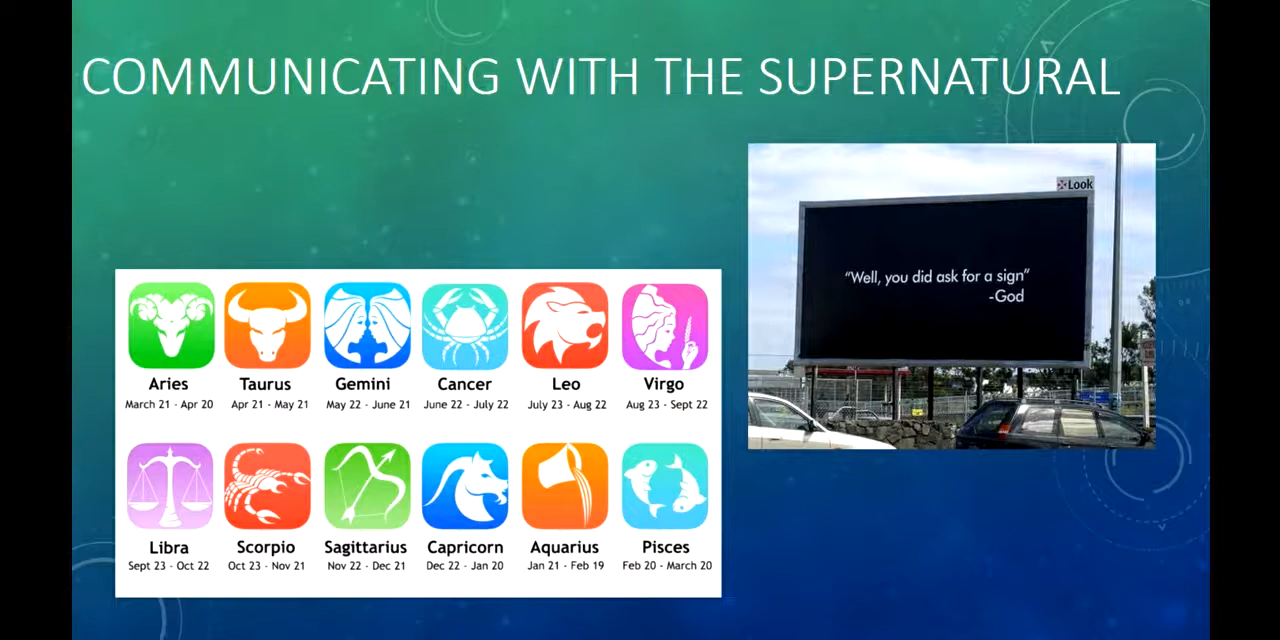 COMMUNICATING WITH THE SUPERNATURAL
Look
“Well, you did ask for a sign”
-God
Aries Taurus Gemini Cancer Leo Virgo
March 21 - Apr 20 Apr 21 - May 21 May 22 - June 21 June 22 - July 22 July 23 - Aug 22 Aug 23 - Sept 22
Libra Scorpio Sagittarius Capricorn Aquarius Pisces
Sept 23 - Oct 22 Oct 23 - Nov 21 Nov 22 - Dec 21 Dec 22 - Jan 20 Jan 21 - Feb 19 Feb 20 - March 20